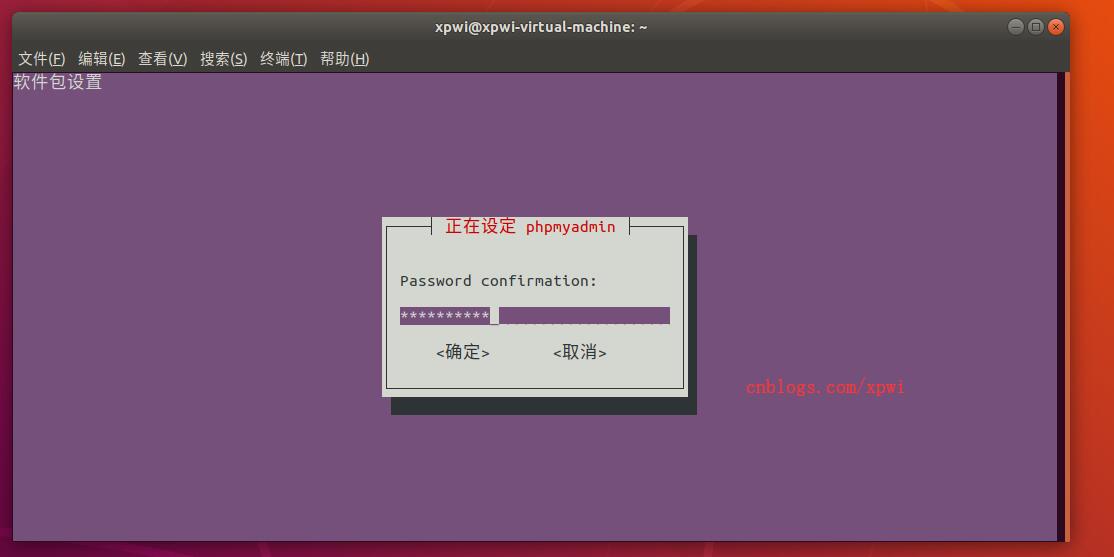 xpwi@xpwi-virtual-machine: ~
文件(F) 编辑(E) 查看(V) 搜索(S) 终端(T) 帮助(H)
软件包设置
正在设定 phpmyadmin
Password confirmation:
**********_
<确定> <取消>
cnblogs.com/xpwi